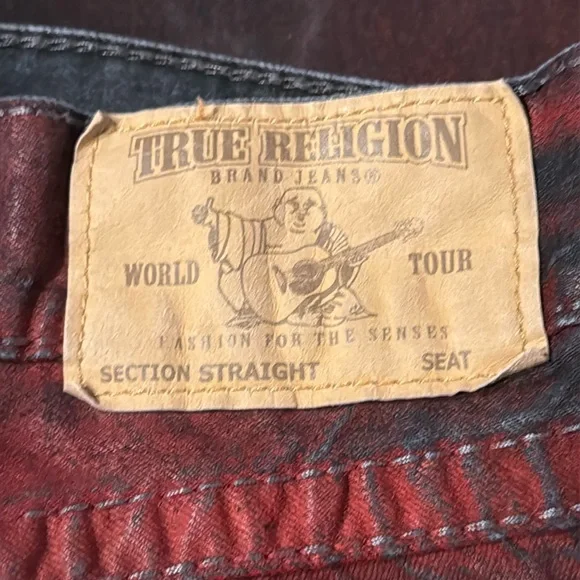 TRUE RELIGION
BRAND JEANS®
WORLD TOUR
FASHION FOR THE SENSES
SECTION STRAIGHT SEAT